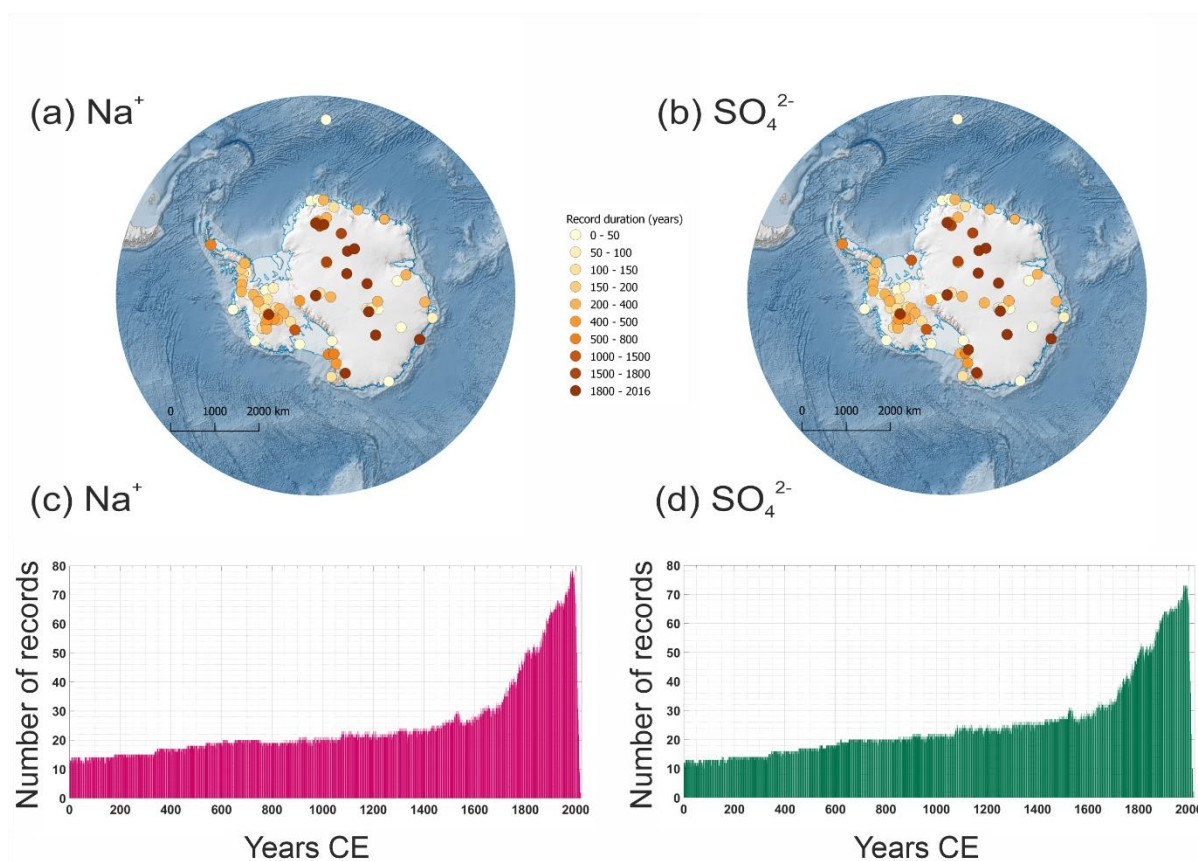 (a) Na⁺
(b) SO₄²⁻
Record duration (years)
0 - 50
50 - 100
100 - 150
150 - 200
200 - 400
400 - 500
500 - 800
1000 - 1500
1500 - 1800
1800 - 2016
0 1000 2000 km
0 1000 2000 km
(c) Na⁺
(d) SO₄²⁻
Number of records
80
70
60
50
40
30
20
10
0
0 200 400 600 800 1000 1200 1400 1600 1800 2000
Years CE
Number of records
80
70
60
50
40
30
20
10
0
0 200 400 600 800 1000 1200 1400 1600 1800 2000
Years CE